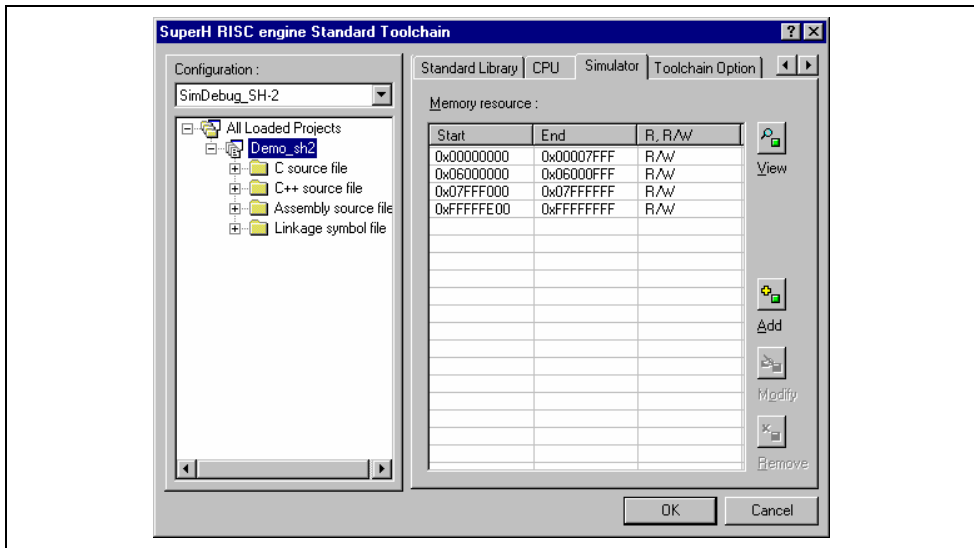 SuperH RISC engine Standard Toolchain
Configuration :
SimDebug_SH-2
All Loaded Projects
Demo_sh2
C source file
C++ source file
Assembly source file
Linkage symbol file
Standard Library
CPU
Simulator
Toolchain Option
Memory resource :
Start End R, R/W
0x00000000 0x00007FFF R/W
0x06000000 0x06000FFF R/W
0x07FFF000 0x07FFFFFF R/W
0xFFFFFE00 0xFFFFFFFF R/W
View
Add
Modify
Remove
OK
Cancel